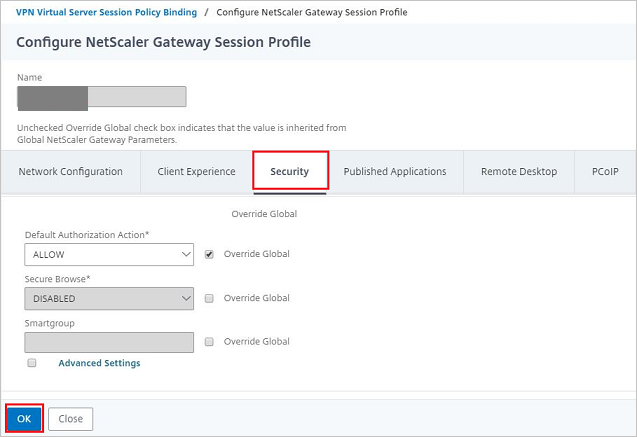 VPN Virtual Server Session Policy Binding / Configure NetScaler Gateway Session Profile
Configure NetScaler Gateway Session Profile
Name
Unchecked Override Global check box indicates that the value is inherited from
Global NetScaler Gateway Parameters.
Network Configuration Client Experience Security Published Applications Remote Desktop PCoIP
Override Global
Default Authorization Action*
ALLOW Override Global
Secure Browse*
DISABLED Override Global
Smartgroup
Override Global
Advanced Settings
OK Close